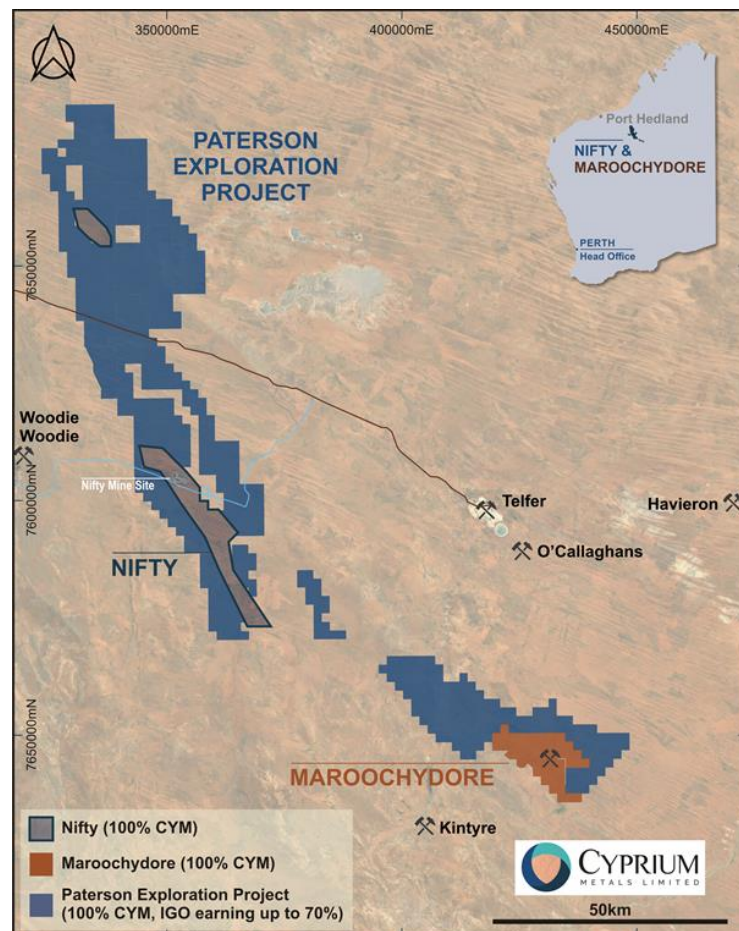 350000mE
400000mE
450000mE
PATERSON
EXPLORATION
PROJECT
Port Hedland
NIFTY &
MAROOCHYDORE
PERTH
Head Office
7650000mN
Woodie
Woodie
Nifty Mine Site
7600000mN
Telfer
Havieron
O'Callaghans
NIFTY
7650000mN
MAROOCHYDORE
Kintyre
Nifty (100% CYM)
Maroochydore (100% CYM)
Paterson Exploration Project
(100% CYM, IGO earning up to 70%)
CYPRIUM
METALS LIMITED
50km